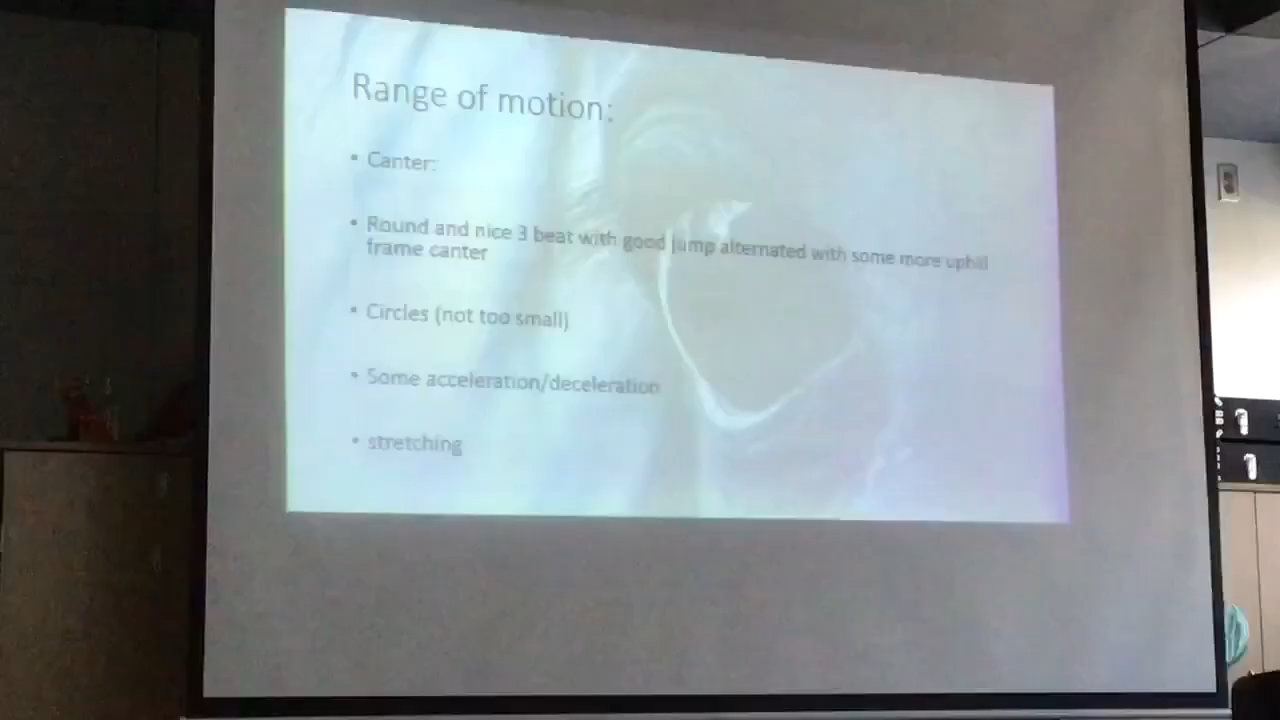 Range of motion:
• Canter:
• Round and nice 3 beat with good jump alternated with some more uphill
frame canter
• Circles (not too small)
• Some acceleration/deceleration
• stretching